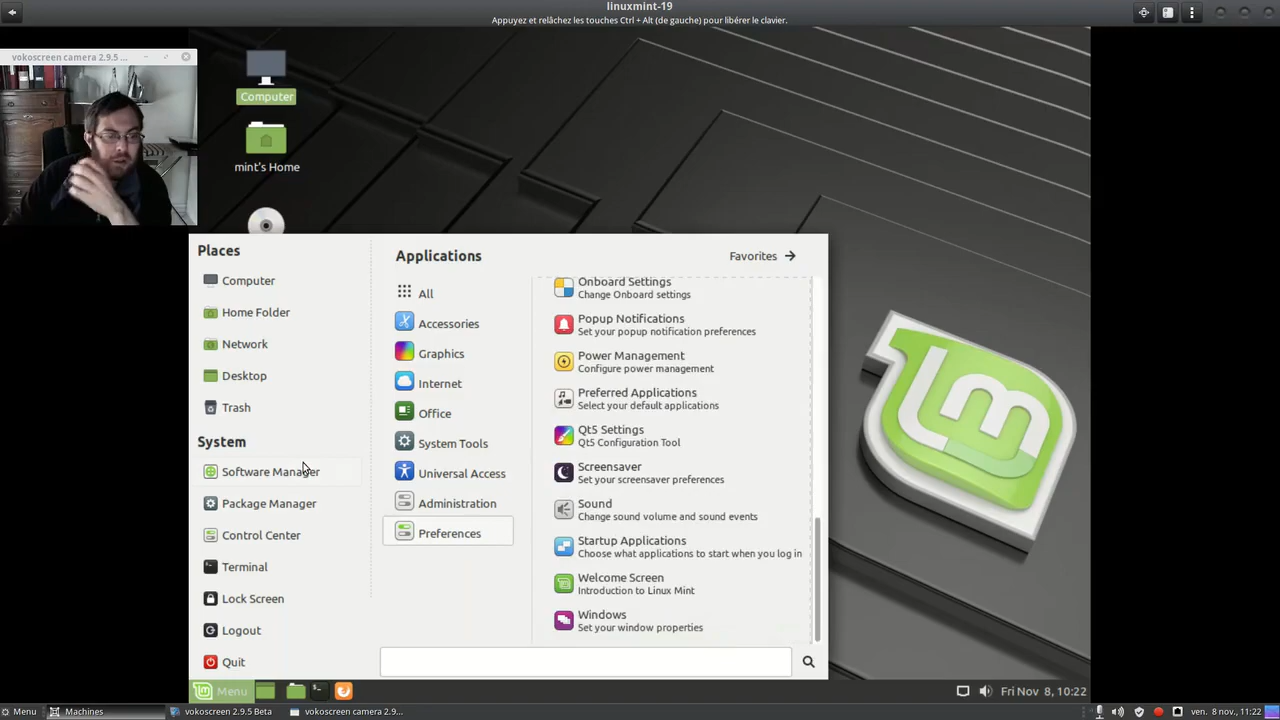 linuxmint-19
Appuyez et relâchez les touches Ctrl + Alt (de gauche) pour libérer le clavier.
vokoscreen camera 2.9.5 ...
Computer
mint's Home
Places
Computer
Home Folder
Network
Desktop
Trash
System
Software Manager
Package Manager
Control Center
Terminal
Lock Screen
Logout
Quit
Applications
Favorites
All
Accessories
Graphics
Internet
Office
System Tools
Universal Access
Administration
Preferences
Onboard Settings
Change Onboard settings
Popup Notifications
Set your popup notification preferences
Power Management
Configure power management
Preferred Applications
Select your default applications
Qt5 Settings
Qt5 Configuration Tool
Screensaver
Set your screensaver preferences
Sound
Change sound volume and sound events
Startup Applications
Choose what applications to start when you log in
Welcome Screen
Introduction to Linux Mint
Windows
Set your window properties
Menu
Fri Nov 8, 10:22
Menu
Machines
vokoscreen 2.9.5 Beta
vokoscreen camera 2.9...
ven. 8 nov., 11:22